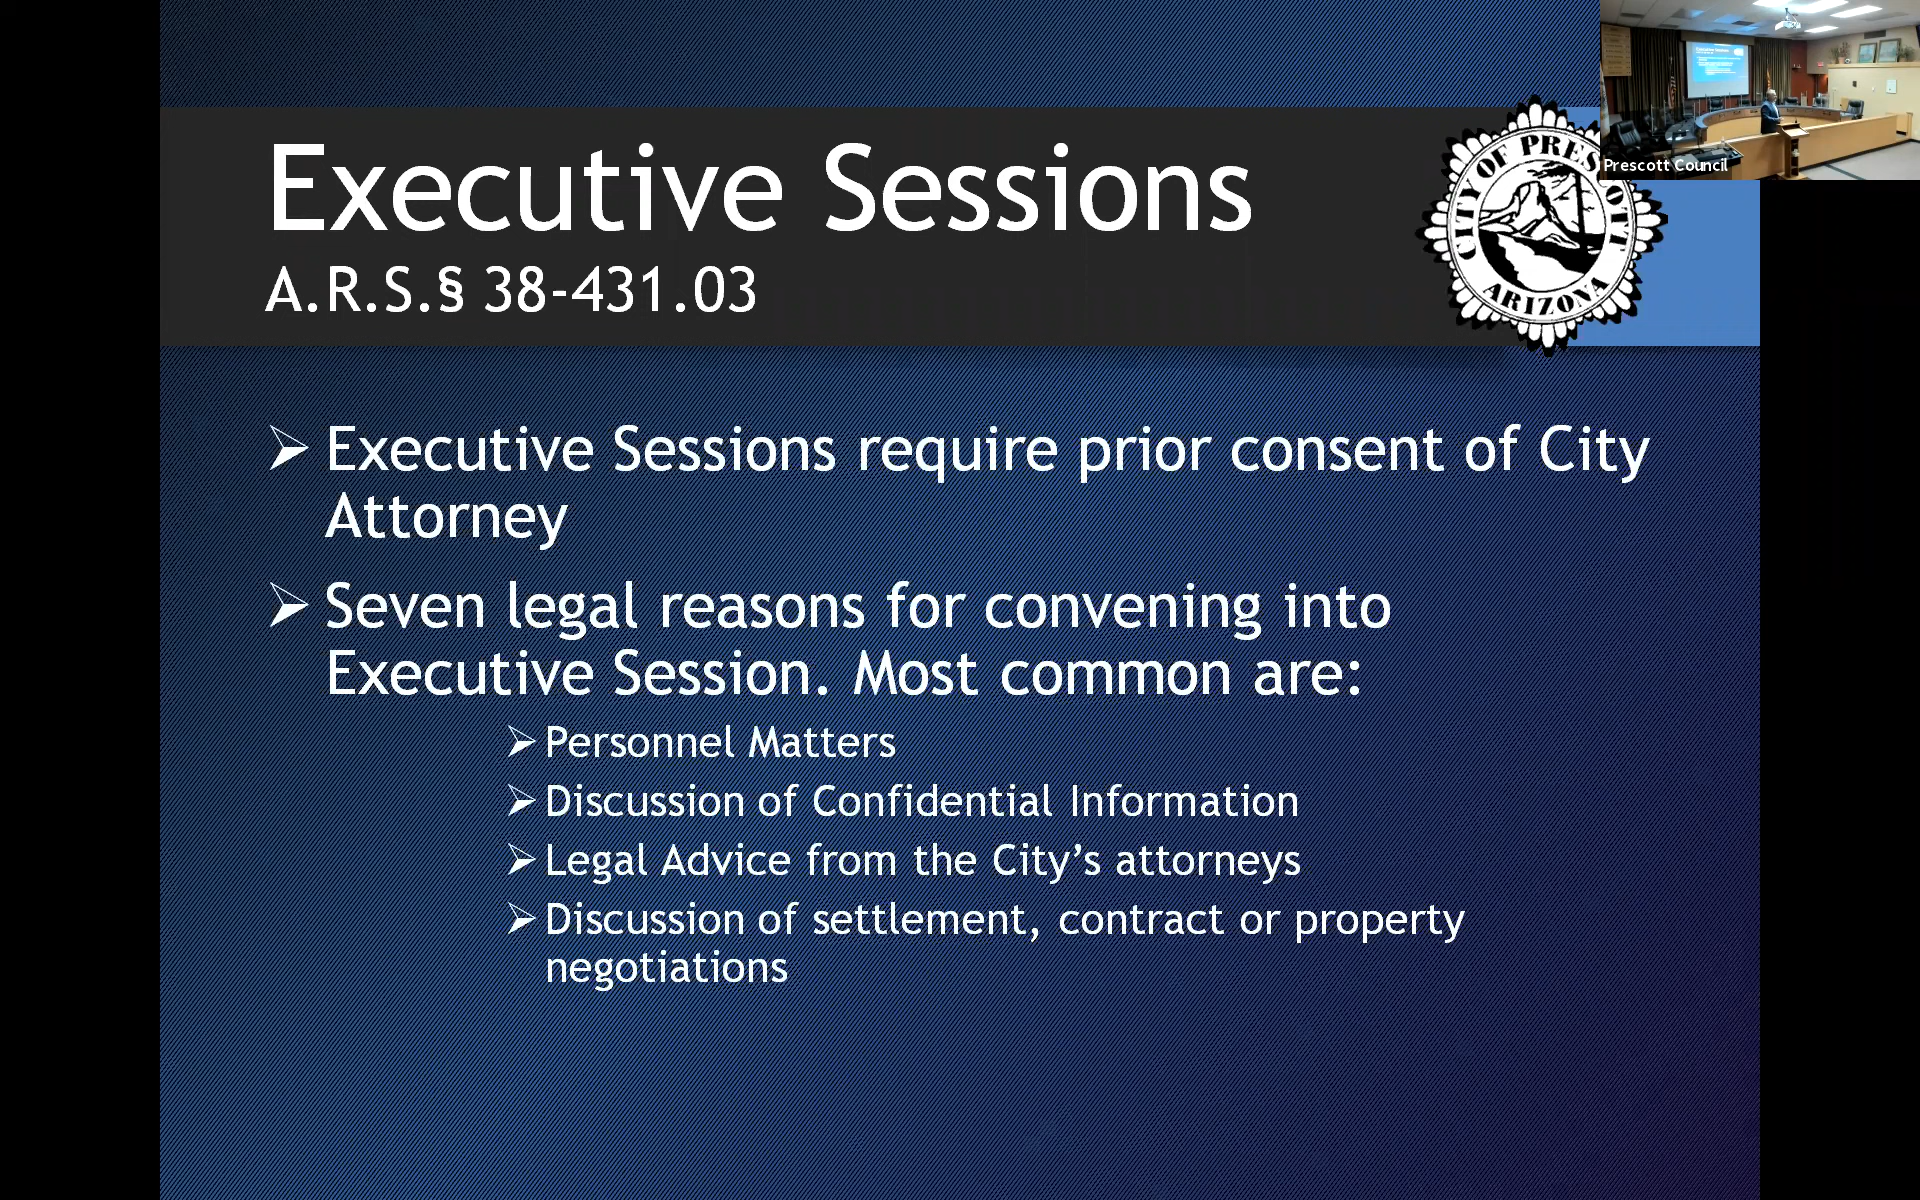 Executive Sessions
A.R.S.§ 38-431.03
CITY OF PRESCOTT
ARIZONA
Prescott Council
➢ Executive Sessions require prior consent of City
Attorney
➢ Seven legal reasons for convening into
Executive Session. Most common are:
➢ Personnel Matters
➢ Discussion of Confidential Information
➢ Legal Advice from the City’s attorneys
➢ Discussion of settlement, contract or property
negotiations